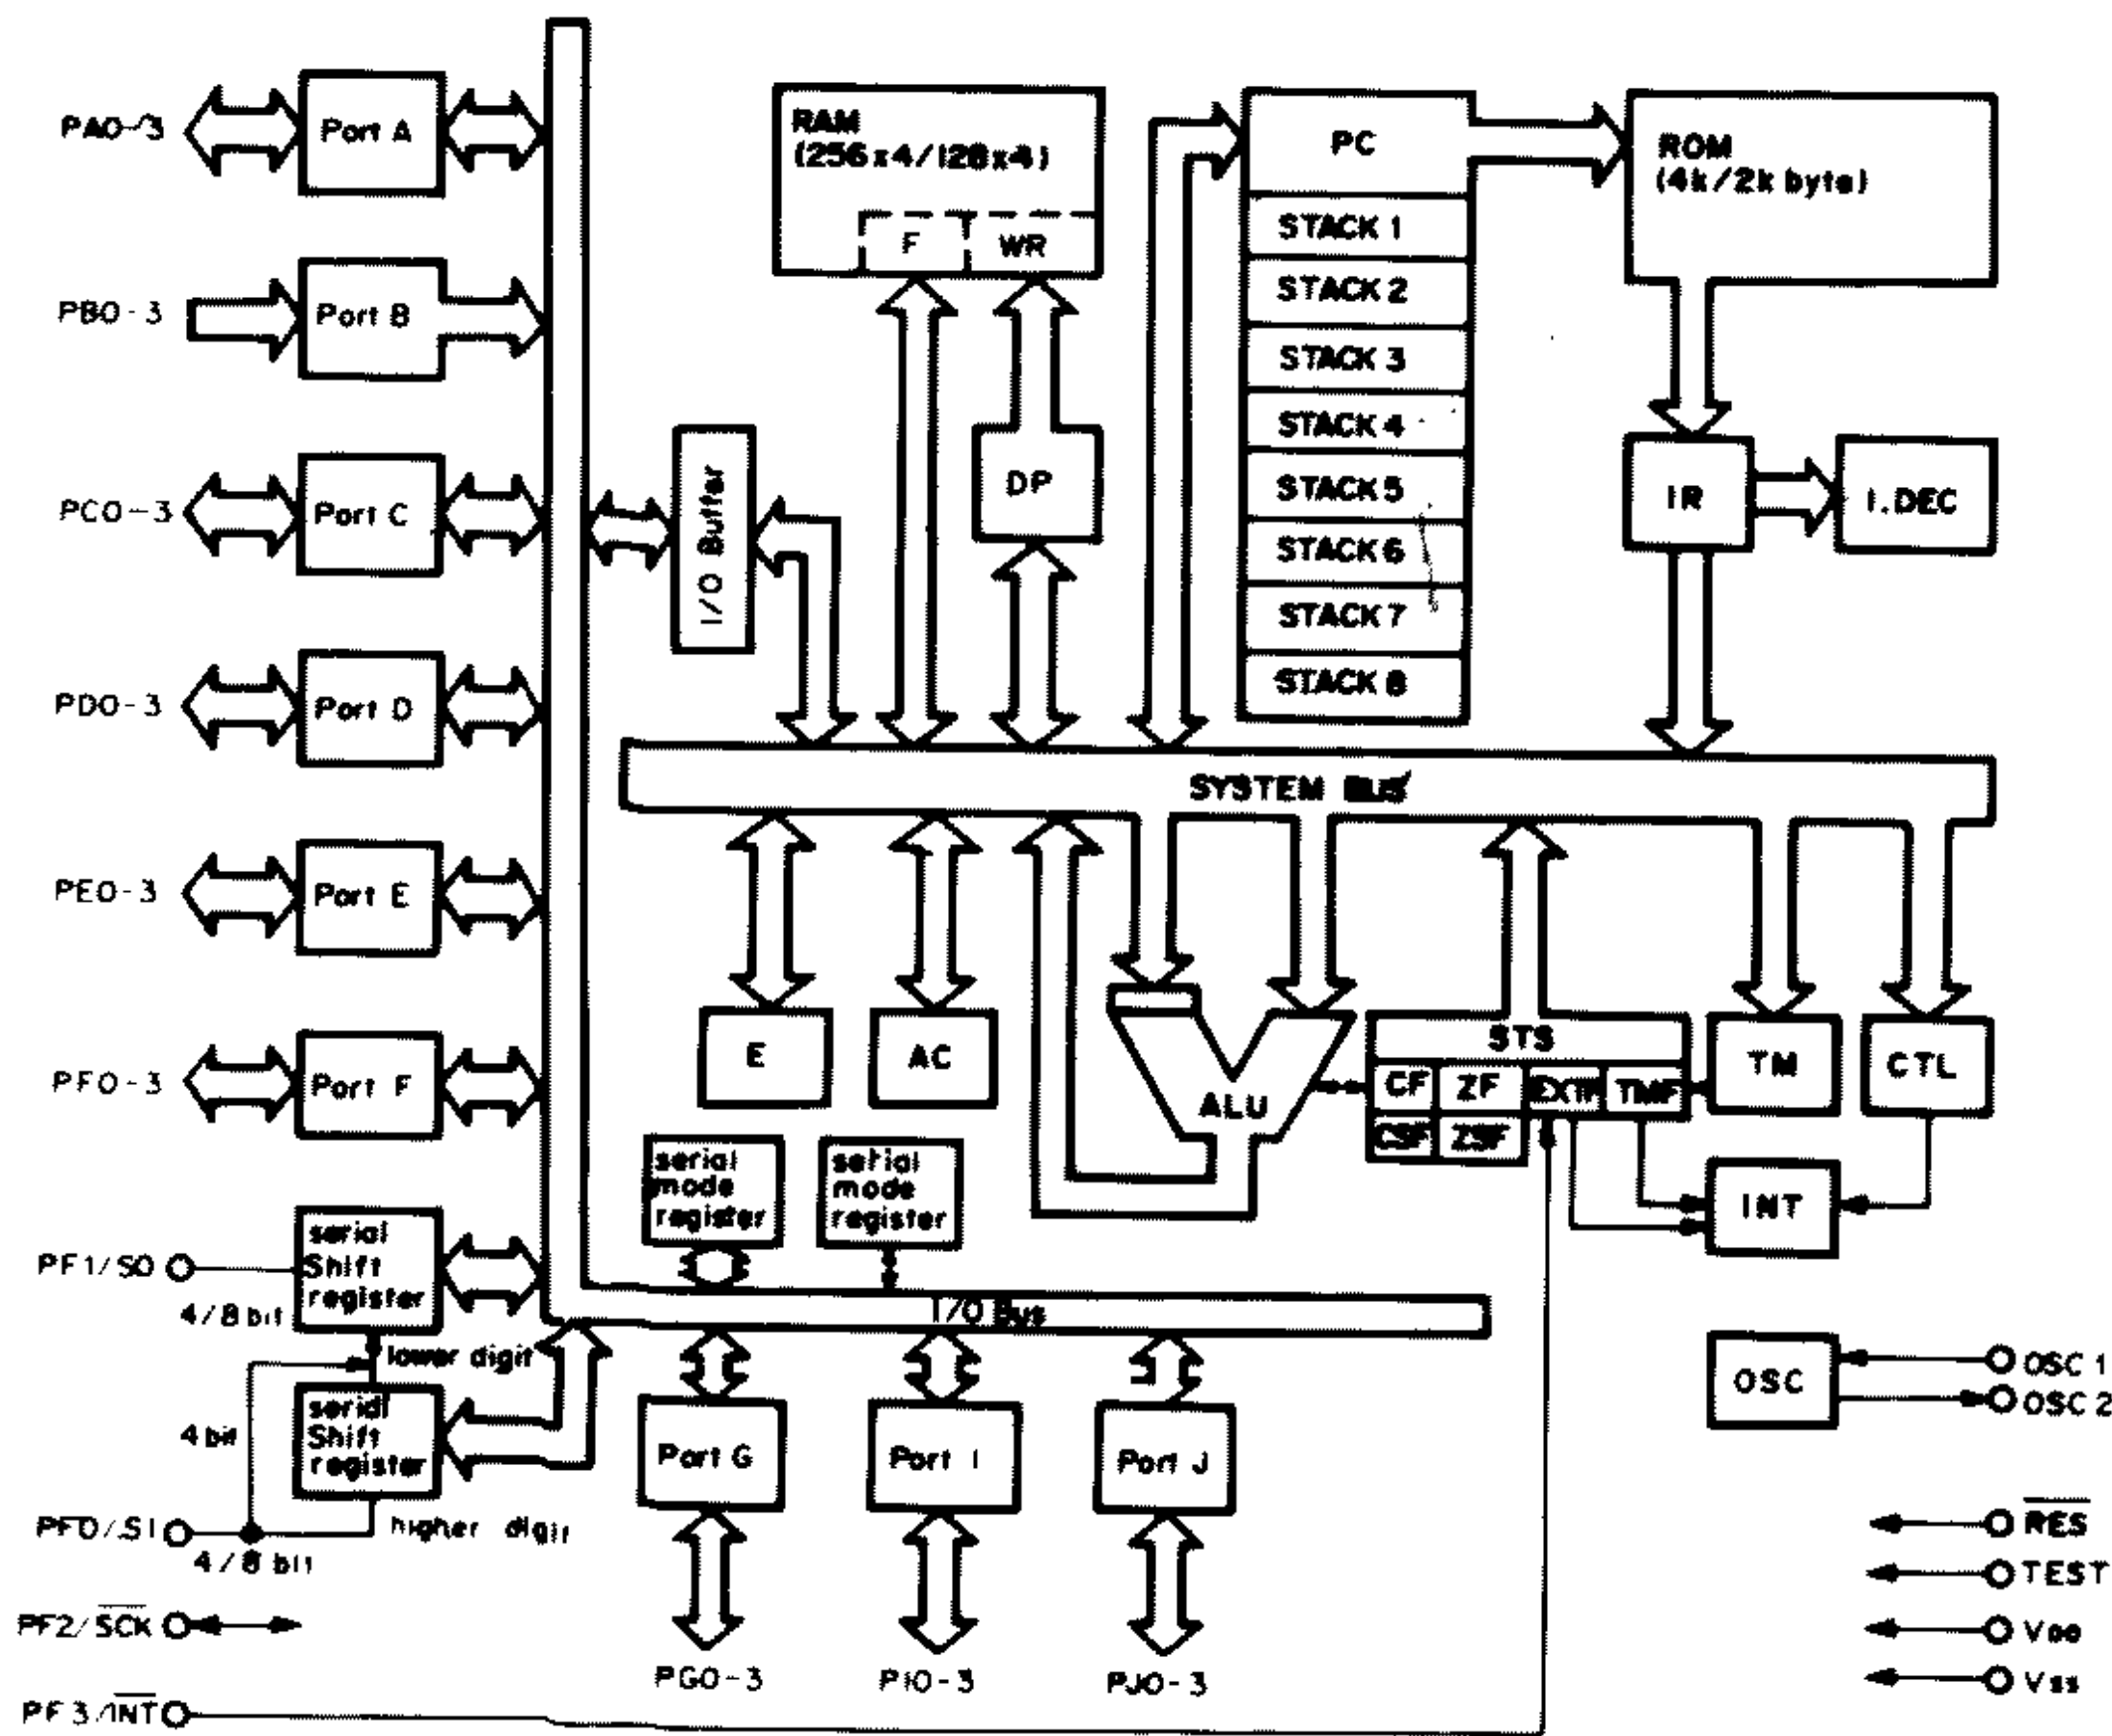 PA0-3
Port A
RAM
(256x4/128x4)
F
WR
PC
ROM
(4k/2k byte)
STACK 1
STACK 2
STACK 3
STACK 4
STACK 5
STACK 6
STACK 7
STACK 8
PB0-3
Port B
PC0-3
Port C
I/O Buffer
DP
IR
I.DEC
PD0-3
Port D
SYSTEM BUS
PE0-3
Port E
PF0-3
Port F
E
AC
ALU
STS
CF
ZF
EXTF
TMF
CSF
ZSF
TM
CTL
INT
serial
mode
register
serial
mode
register
PF1/SO
serial
Shift
register
4/8 bit
lower digit
I/O Bus
4 bit
serial
Shift
register
Port G
Port I
Port J
OSC
OSC 1
OSC 2
PF0/SI
higher digit
4/8 bit
RES
TEST
PF2/SCK
PG0-3
PI0-3
PJ0-3
Vss
PF3/INT